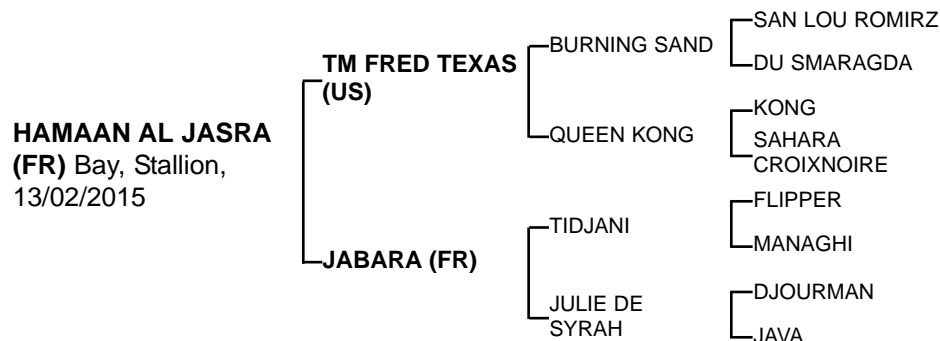 HAMAAN AL JASRA
(FR) Bay, Stallion,
13/02/2015
TM FRED TEXAS
(US)
JABARA (FR)
BURNING SAND
QUEEN KONG
TIDJANI
JULIE DE
SYRAH
SAN LOU ROMIRZ
DU SMARAGDA
KONG
SAHARA
CROIXNOIRE
FLIPPER
MANAGHI
DJOURMAN
JAVA